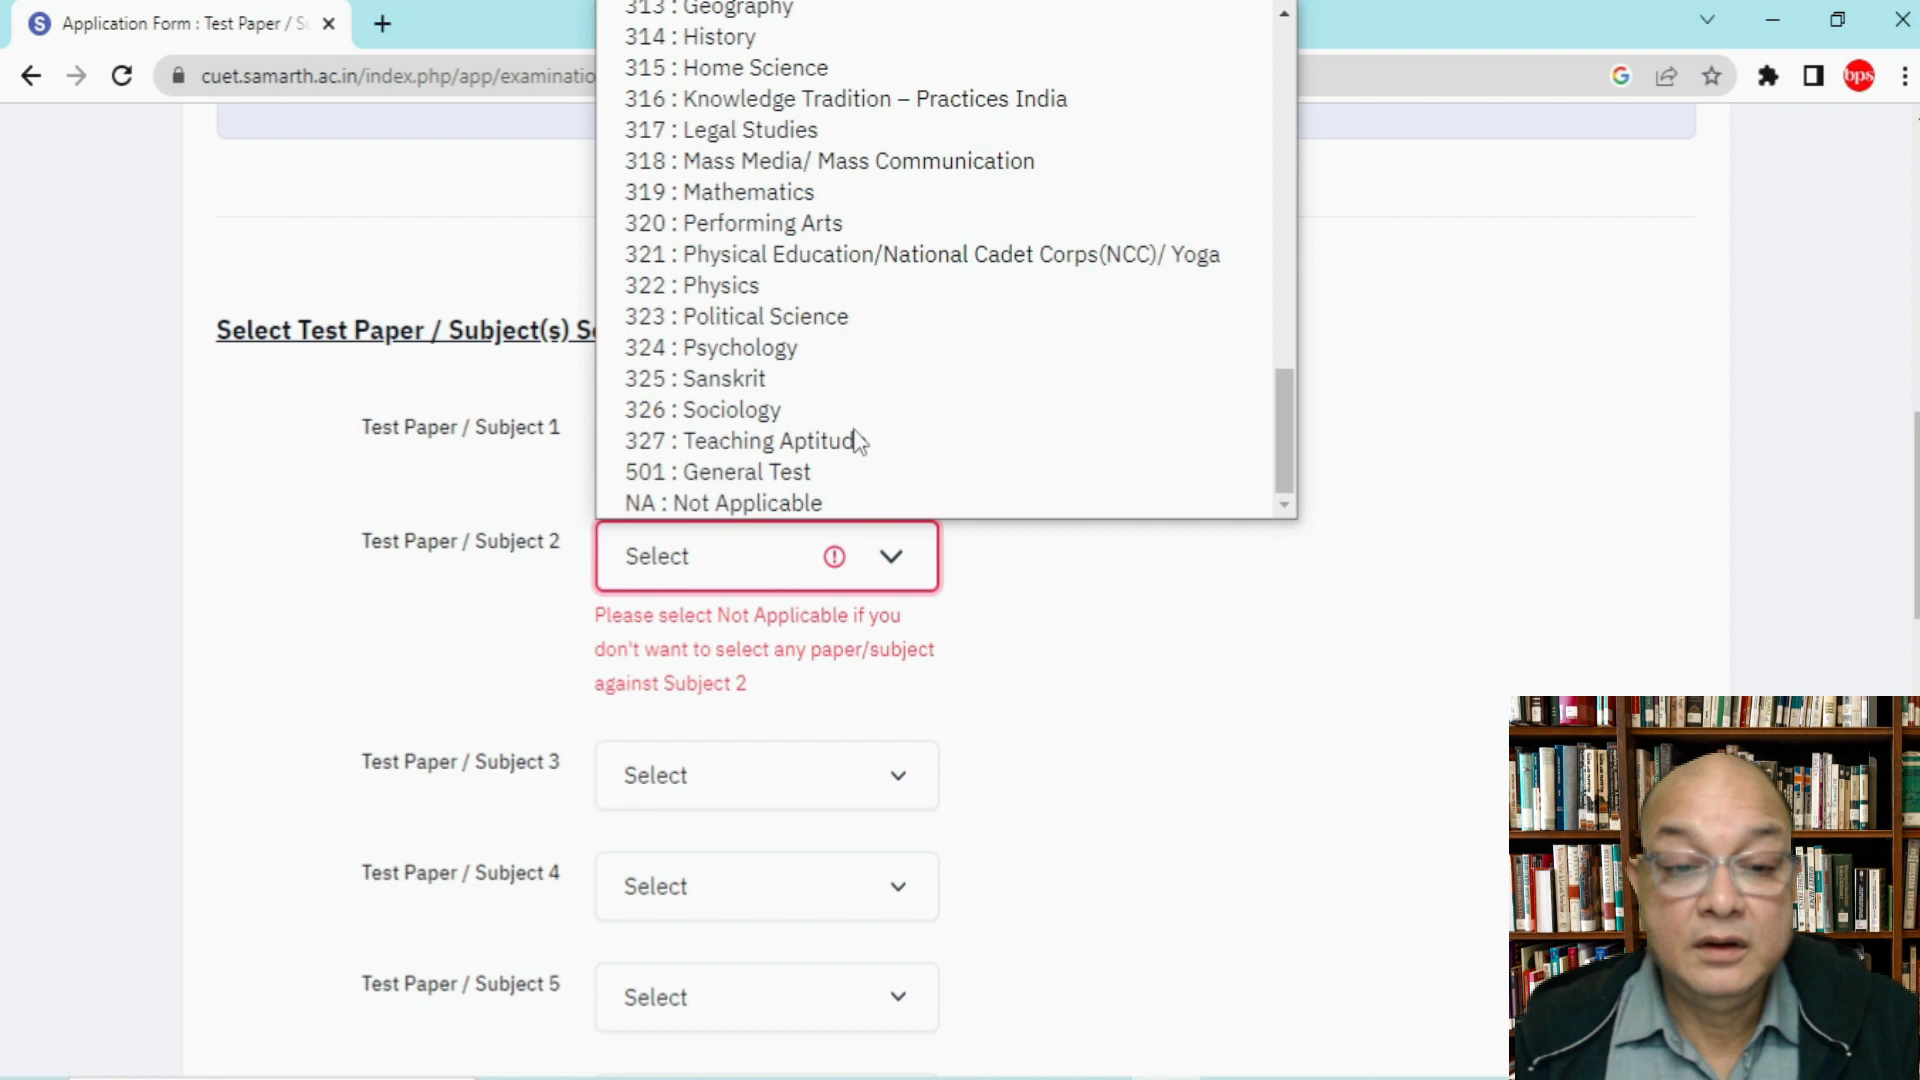 Application Form : Test Paper / S
cuet.samarth.ac.in/index.php/app/examinatio
bps
313 : Geography
314 : History
315 : Home Science
316 : Knowledge Tradition – Practices India
317 : Legal Studies
318 : Mass Media/ Mass Communication
319 : Mathematics
320 : Performing Arts
321 : Physical Education/National Cadet Corps(NCC)/ Yoga
322 : Physics
323 : Political Science
324 : Psychology
325 : Sanskrit
326 : Sociology
327 : Teaching Aptitud
501 : General Test
NA : Not Applicable
Select Test Paper / Subject(s) S
Test Paper / Subject 1
Test Paper / Subject 2
Select
Please select Not Applicable if you
don't want to select any paper/subject
against Subject 2
Test Paper / Subject 3
Select
Test Paper / Subject 4
Select
Test Paper / Subject 5
Select